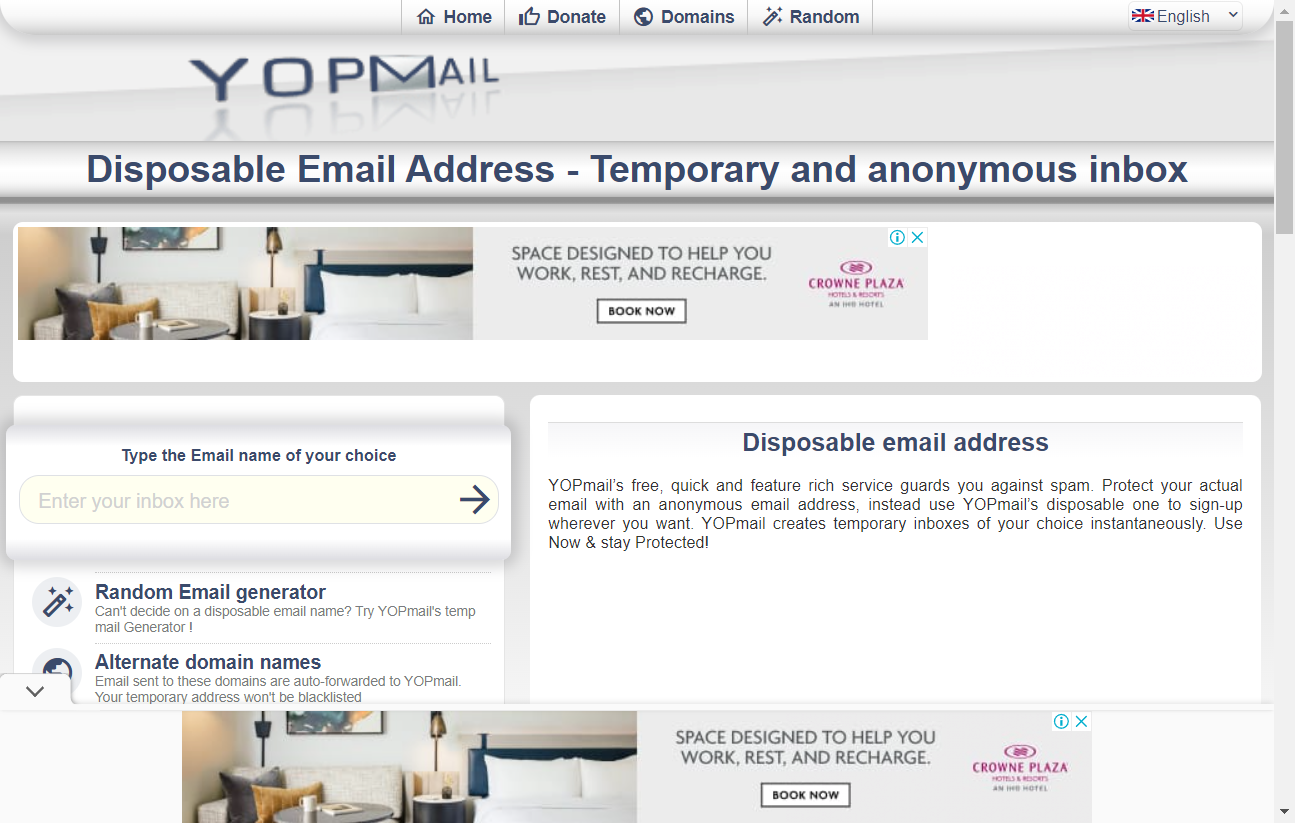 Home Donate Domains Random English
YOPMAIL
Disposable Email Address - Temporary and anonymous inbox
SPACE DESIGNED TO HELP YOU
WORK, REST, AND RECHARGE.
BOOK NOW
CROWNE PLAZA
HOTELS & RESORTS
AN IHG HOTEL
Type the Email name of your choice
Enter your inbox here
Random Email generator
Can't decide on a disposable email name? Try YOPmail's temp
mail Generator !
Alternate domain names
Email sent to these domains are auto-forwarded to YOPmail.
Your temporary address won't be blacklisted
Disposable email address
YOPmail's free, quick and feature rich service guards you against spam. Protect your actual
email with an anonymous email address, instead use YOPmail's disposable one to sign-up
wherever you want. YOPmail creates temporary inboxes of your choice instantaneously. Use
Now & stay Protected!
SPACE DESIGNED TO HELP YOU
WORK, REST, AND RECHARGE.
BOOK NOW
CROWNE PLAZA
HOTELS & RESORTS
AN IHG HOTEL